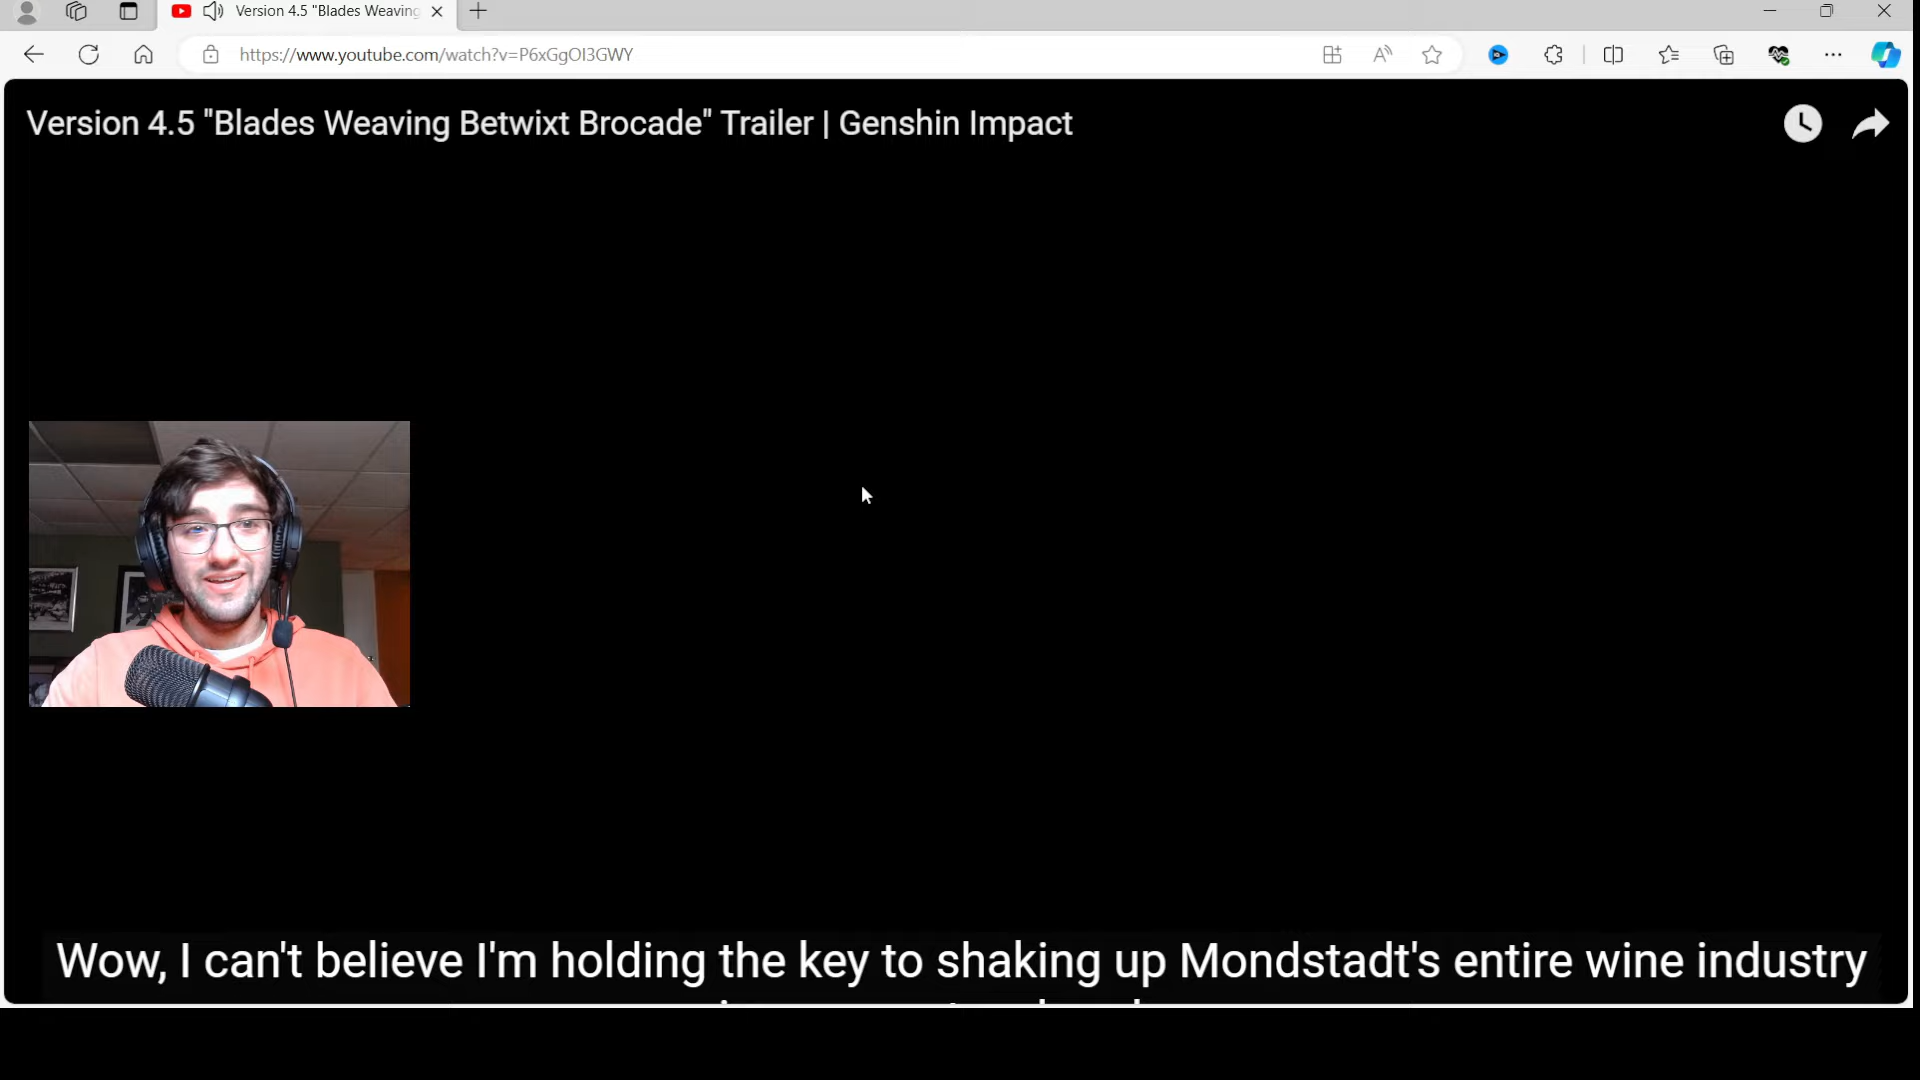 Version 4.5 "Blades Weaving
https://www.youtube.com/watch?v=P6xGgOI3GWY
Version 4.5 "Blades Weaving Betwixt Brocade" Trailer | Genshin Impact
Wow, I can't believe I'm holding the key to shaking up Mondstadt's entire wine industry